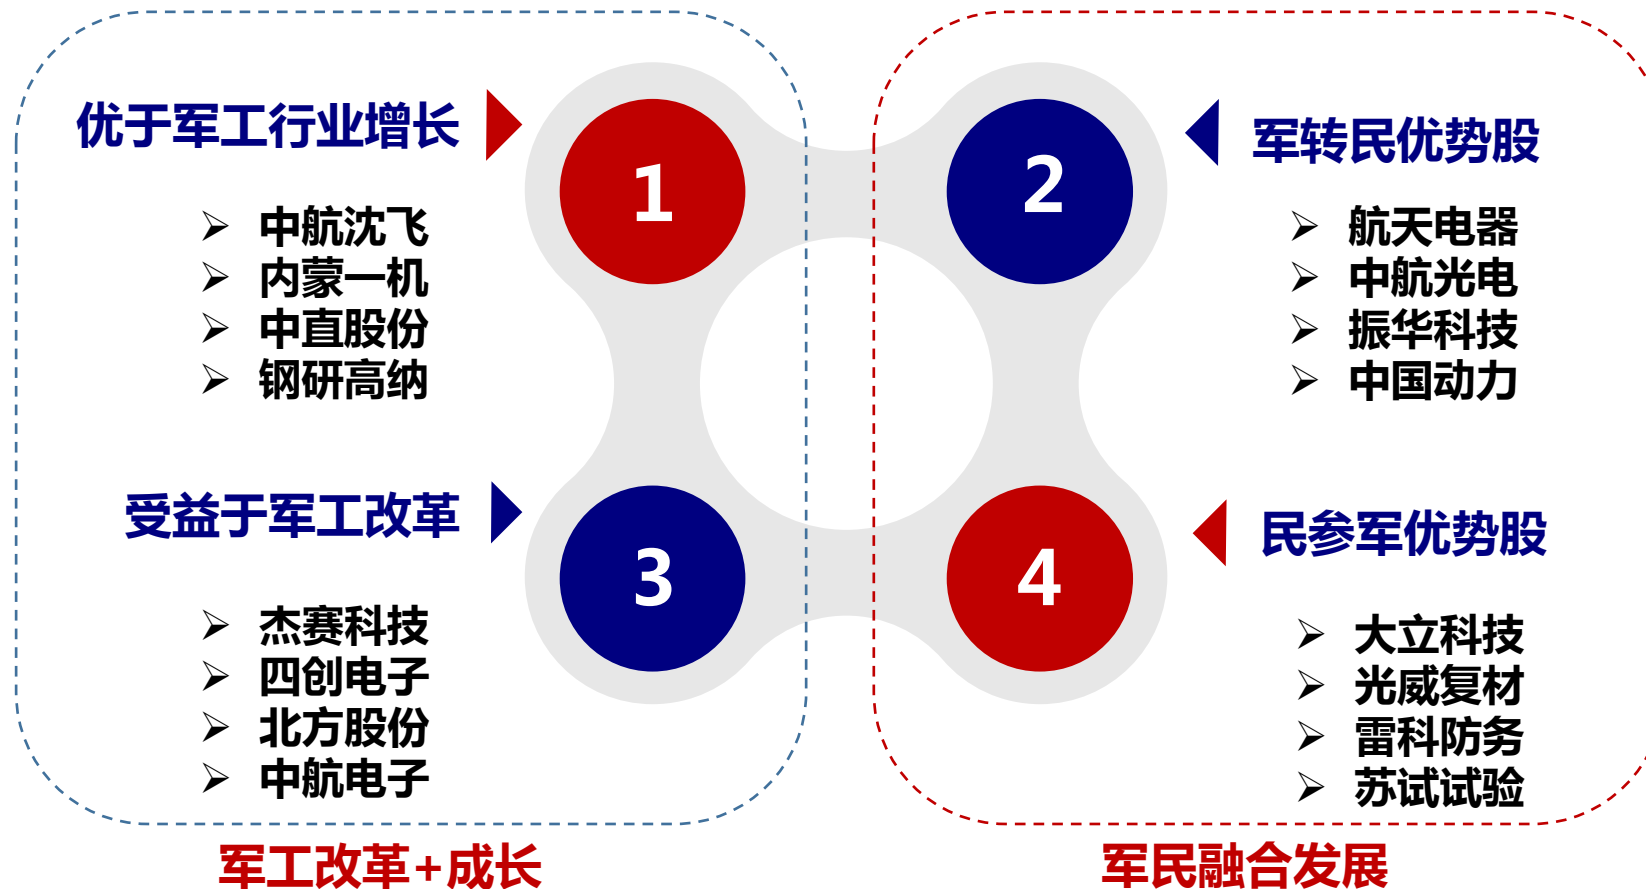 优于军工行业增长
1
中航沈飞
内蒙一机
中直股份
钢研高纳
2
军转民优势股
航天电器
中航光电
振华科技
中国动力
受益于军工改革
3
杰赛科技
四创电子
北方股份
中航电子
4
民参军优势股
大立科技
光威复材
雷科防务
苏试试验
军工改革+成长
军民融合发展